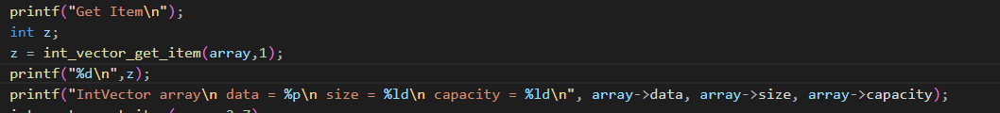 printf("Get Item\n");
int z;
z = int_vector_get_item(array,1);
printf("%d\n",z);
printf("IntVector array\n data = %p\n size = %ld\n capacity = %ld\n", array->data, array->size, array->capacity);